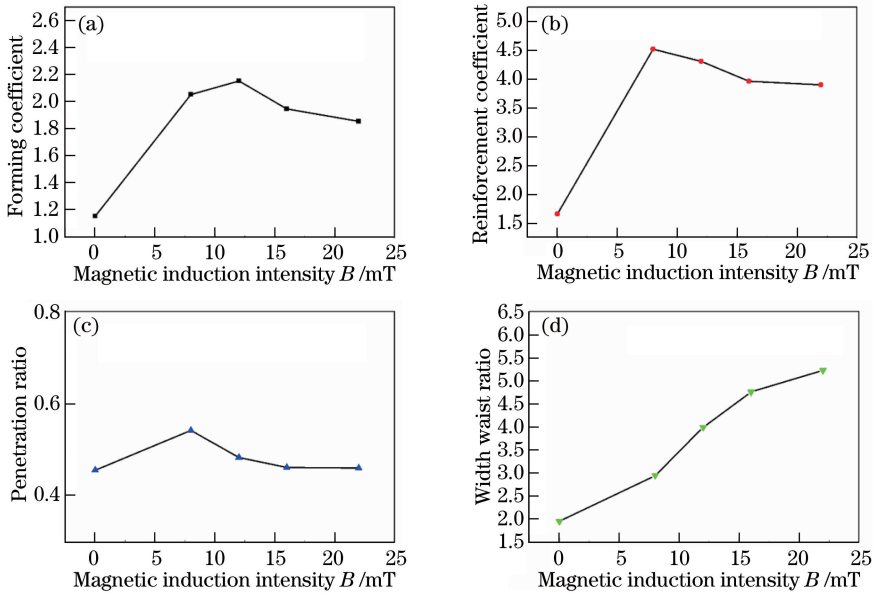 (a)
Forming coefficient
2.6
2.4
2.2
2.0
1.8
1.6
1.4
1.2
1.0
0 5 10 15 20 25
Magnetic induction intensity B /mT
(b)
Reinforcement coefficient
5.0
4.5
4.0
3.5
3.0
2.5
2.0
1.5
0 5 10 15 20 25
Magnetic induction intensity B /mT
(c)
Penetration ratio
0.8
0.6
0.4
0 5 10 15 20 25
Magnetic induction intensity B /mT
(d)
Width waist ratio
6.5
6.0
5.5
5.0
4.5
4.0
3.5
3.0
2.5
2.0
1.5
0 5 10 15 20 25
Magnetic induction intensity B /mT